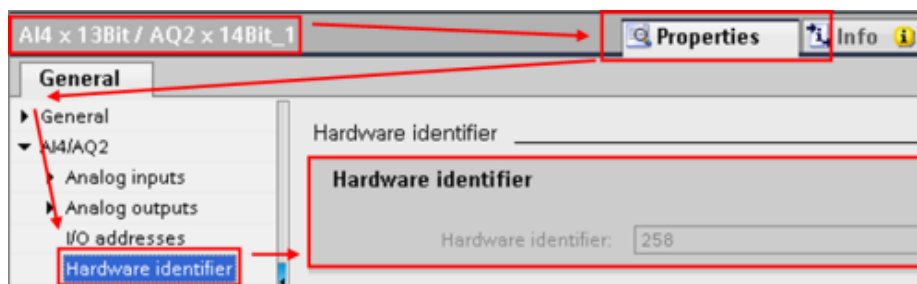 AI4 x 13Bit / AQ2 x 14Bit_1
Properties
Info
General
General
AI4/AQ2
Analog inputs
Analog outputs
I/O addresses
Hardware identifier
Hardware identifier
Hardware identifier
Hardware identifier: 258